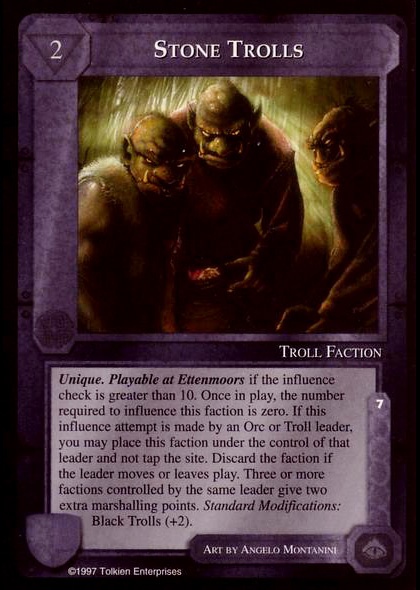 2
STONE TROLLS
TROLL FACTION
Unique. Playable at Ettenmoors if the influence
check is greater than 10. Once in play, the number
required to influence this faction is zero. If this
influence attempt is made by an Orc or Troll leader,
you may place this faction under the control of that
leader and not tap the site. Discard the faction if
the leader moves or leaves play. Three or more
factions controlled by the same leader give two
extra marshalling points. Standard Modifications:
Black Trolls (+2).
7
ART BY ANGELO MONTANINI
©1997 Tolkien Enterprises